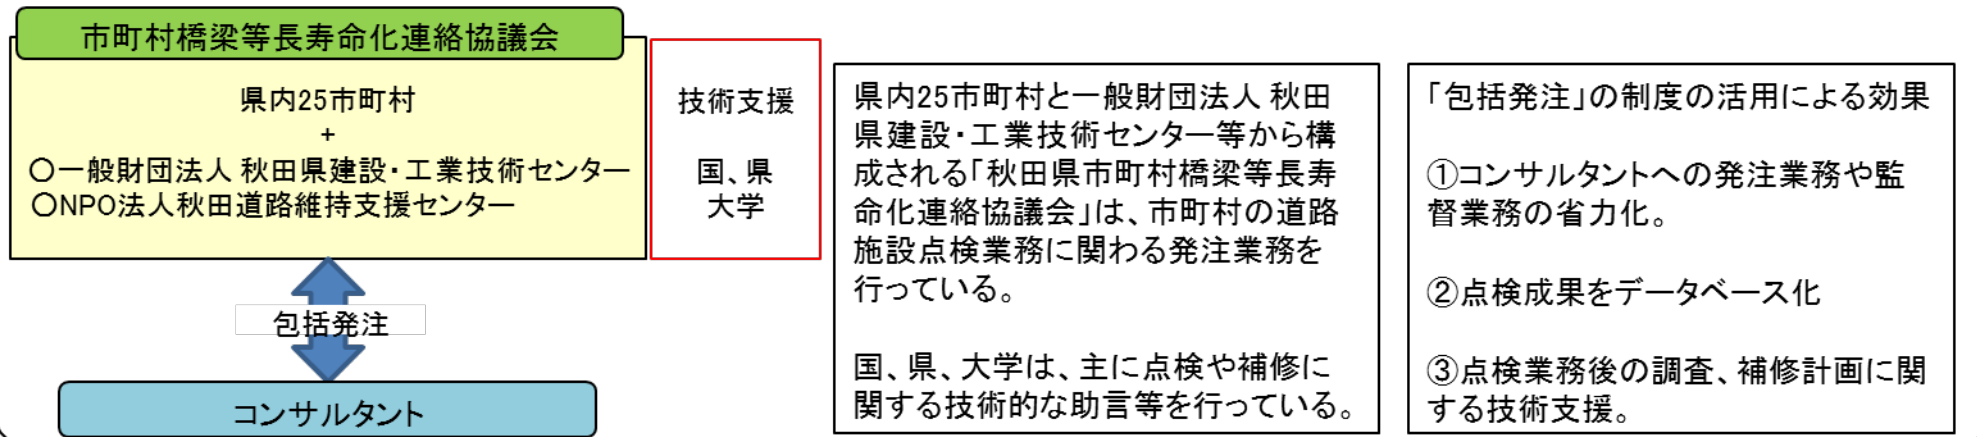 市町村橋梁等長寿命化連絡協議会
県内25市町村
+
〇一般財団法人 秋田県建設・工業技術センター
〇NPO法人秋田道路維持支援センター
技術支援
国、県
大学
包括発注
コンサルタント
県内25市町村と一般財団法人 秋田
県建設・工業技術センター等から構
成される「秋田県市町村橋梁等長寿
命化連絡協議会」は、市町村の道路
施設点検業務に関わる発注業務を
行っている。
国、県、大学は、主に点検や補修に
関する技術的な助言等を行っている。
「包括発注」の制度の活用による効果
①コンサルタントへの発注業務や監
督業務の省力化。
②点検成果をデータベース化
③点検業務後の調査、補修計画に関
する技術支援。